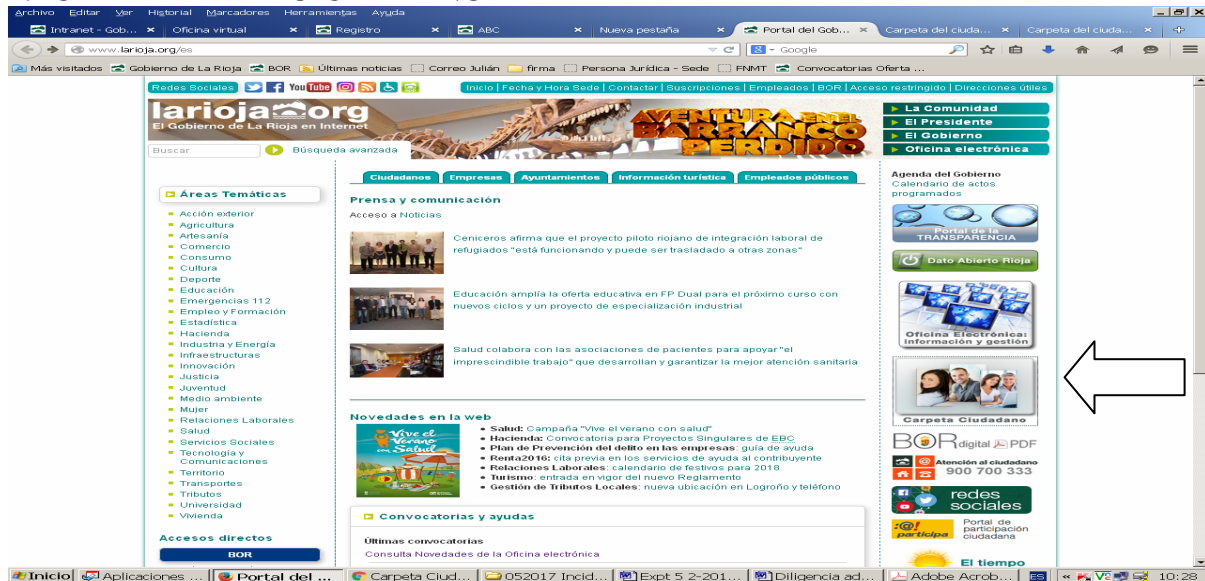 Archivo Editar Ver Historial Marcadores Herramientas Ayuda
Intranet - Gob... Oficina virtual Registro ABC Nueva pestaña Portal del Gob... Carpeta del ciuda... Carpeta del ciuda...
www.larioja.org/es Google
Más visitados Gobierno de La Rioja BOR Últimas noticias Correo Julián firma Persona Jurídica - Sede FNMT Convocatorias Oferta ...
Redes Sociales YouTube Inicio | Fecha y Hora Sede | Contactar | Suscripciones | Empleados | BOR | Acceso restringido | Direcciones útiles
larioja org
El Gobierno de La Rioja en Internet
AVENTURA EN EL
BARRANCO
PERDIDO
La Comunidad
El Presidente
El Gobierno
Oficina electrónica
Buscar Búsqueda avanzada
Ciudadanos Empresas Ayuntamientos Información turística Empleados públicos
Áreas Temáticas
Acción exterior
Agricultura
Artesanía
Comercio
Consumo
Cultura
Deporte
Educación
Emergencias 112
Empleo y Formación
Estadística
Hacienda
Industria y Energía
Infraestructuras
Innovación
Justicia
Juventud
Medio ambiente
Mujer
Relaciones Laborales
Salud
Servicios Sociales
Tecnología y
Comunicaciones
Territorio
Transportes
Tributos
Universidad
Vivienda
Accesos directos
BOR
Prensa y comunicación
Acceso a Noticias
Ceniceros afirma que el proyecto piloto riojano de integración laboral de
refugiados "está funcionando y puede ser trasladado a otras zonas"
Educación amplía la oferta educativa en FP Dual para el próximo curso con
nuevos ciclos y un proyecto de especialización industrial
Salud colabora con las asociaciones de pacientes para apoyar "el
imprescindible trabajo" que desarrollan y garantizar la mejor atención sanitaria
Novedades en la web
Vive el
Verano
con Salud
Salud: Campaña "Vive el verano con salud"
Hacienda: Convocatoria para Proyectos Singulares de EBC
Plan de Prevención del delito en las empresas: guía de ayuda
Renta2016: cita previa en los servicios de ayuda al contribuyente
Relaciones Laborales: calendario de festivos para 2018
Turismo: entrada en vigor del nuevo Reglamento
Gestión de Tributos Locales: nueva ubicación en Logroño y teléfono
Convocatorias y ayudas
Últimas convocatorias
Consulta Novedades de la Oficina electrónica
Agenda del Gobierno
Calendario de actos
programados
Portal de la
TRANSPARENCIA
Dato Abierto Rioja
Oficina Electrónica:
Información y gestión
Carpeta Ciudadano
BOR digital PDF
Atención al ciudadano
900 700 333
redes
sociales
participa
Portal de
participación
ciudadana
El tiempo
Inicio Aplicaciones ... Portal del ... Carpeta Ciud... 052017 Incid... Expt 5 2-201... Diligencia ad... Adobe Acrob... ES 10:28